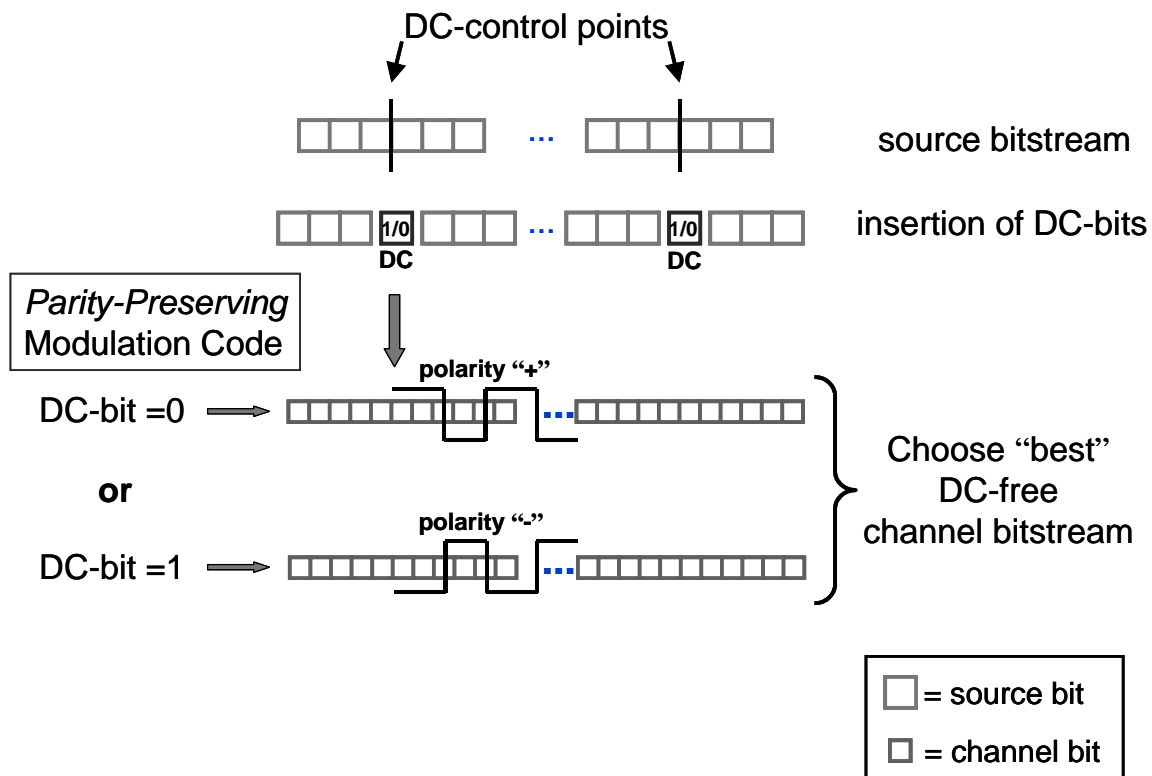 DC-control points
...
source bitstream
1/0
...
1/0
insertion of DC-bits
DC
DC
Parity-Preserving
Modulation Code
polarity “+”
DC-bit =0
...
or
Choose “best”
DC-free
channel bitstream
polarity “-”
DC-bit =1
...
= source bit
= channel bit